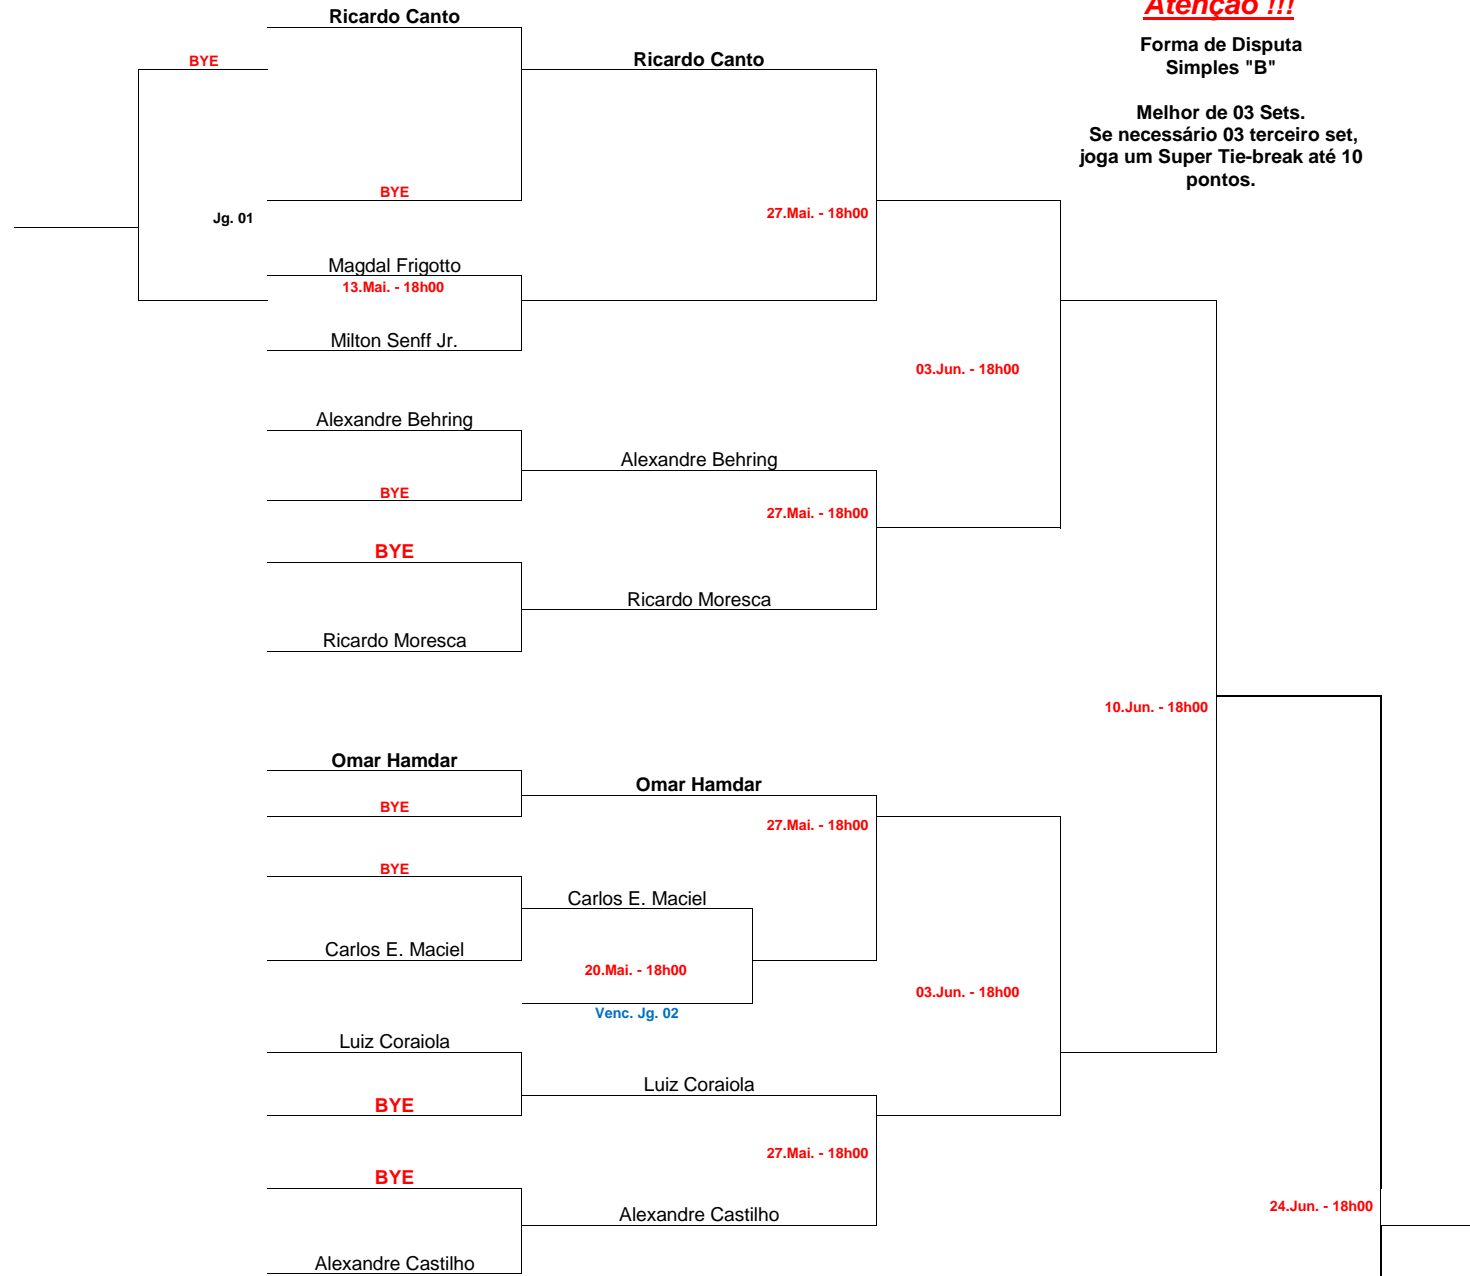 Atenção !!!
Forma de Disputa
Simples "B"
Melhor de 03 Sets.
Se necessário 03 terceiro set,
joga um Super Tie-break até 10
pontos.
Ricardo Canto
BYE
Ricardo Canto
BYE
Jg. 01
27.Mai. - 18h00
Magdal Frigotto
13.Mai. - 18h00
Milton Senff Jr.
03.Jun. - 18h00
Alexandre Behring
Alexandre Behring
BYE
27.Mai. - 18h00
BYE
Ricardo Moresca
Ricardo Moresca
10.Jun. - 18h00
Omar Hamdar
Omar Hamdar
BYE
27.Mai. - 18h00
BYE
Carlos E. Maciel
Carlos E. Maciel
20.Mai. - 18h00
03.Jun. - 18h00
Venc. Jg. 02
Luiz Coraiola
Luiz Coraiola
BYE
27.Mai. - 18h00
BYE
24.Jun. - 18h00
Alexandre Castilho
Alexandre Castilho